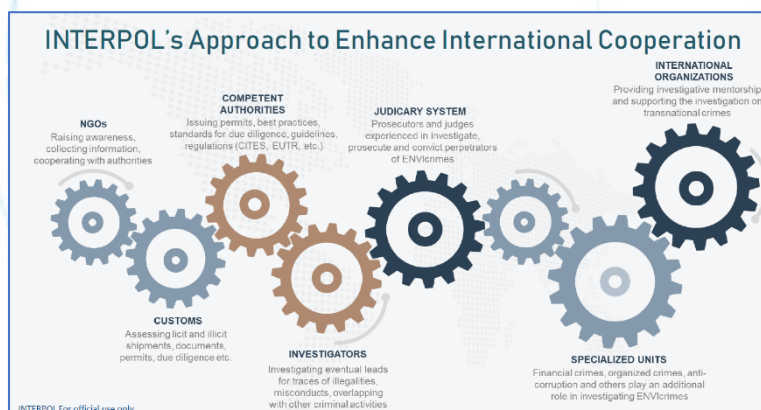 INTERPOL's Approach to Enhance International Cooperation
NGOs
Raising awareness,
collecting information,
cooperating with authorities
COMPETENT
AUTHORITIES
Issuing permits, best practices,
standards for due diligence, guidelines,
regulations (CITES, EUTR, etc.)
JUDICARY SYSTEM
Prosecutors and judges
experienced in investigate,
prosecute and convict perpetrators
of ENVIcrimes
INTERNATIONAL
ORGANIZATIONS
Providing investigative mentorship
and supporting the investigation on
transnational crimes
CUSTOMS
Assessing licit and illicit
shipments, documents,
permits, due diligence etc.
INVESTIGATORS
Investigating eventual leads
for traces of illegalities,
misconducts, overlapping
with other criminal activities
SPECIALIZED UNITS
Financial crimes, organized crimes, anti-
corruption and others play an additional
role in investigating ENVIcrimes
INTERPOL For official use only